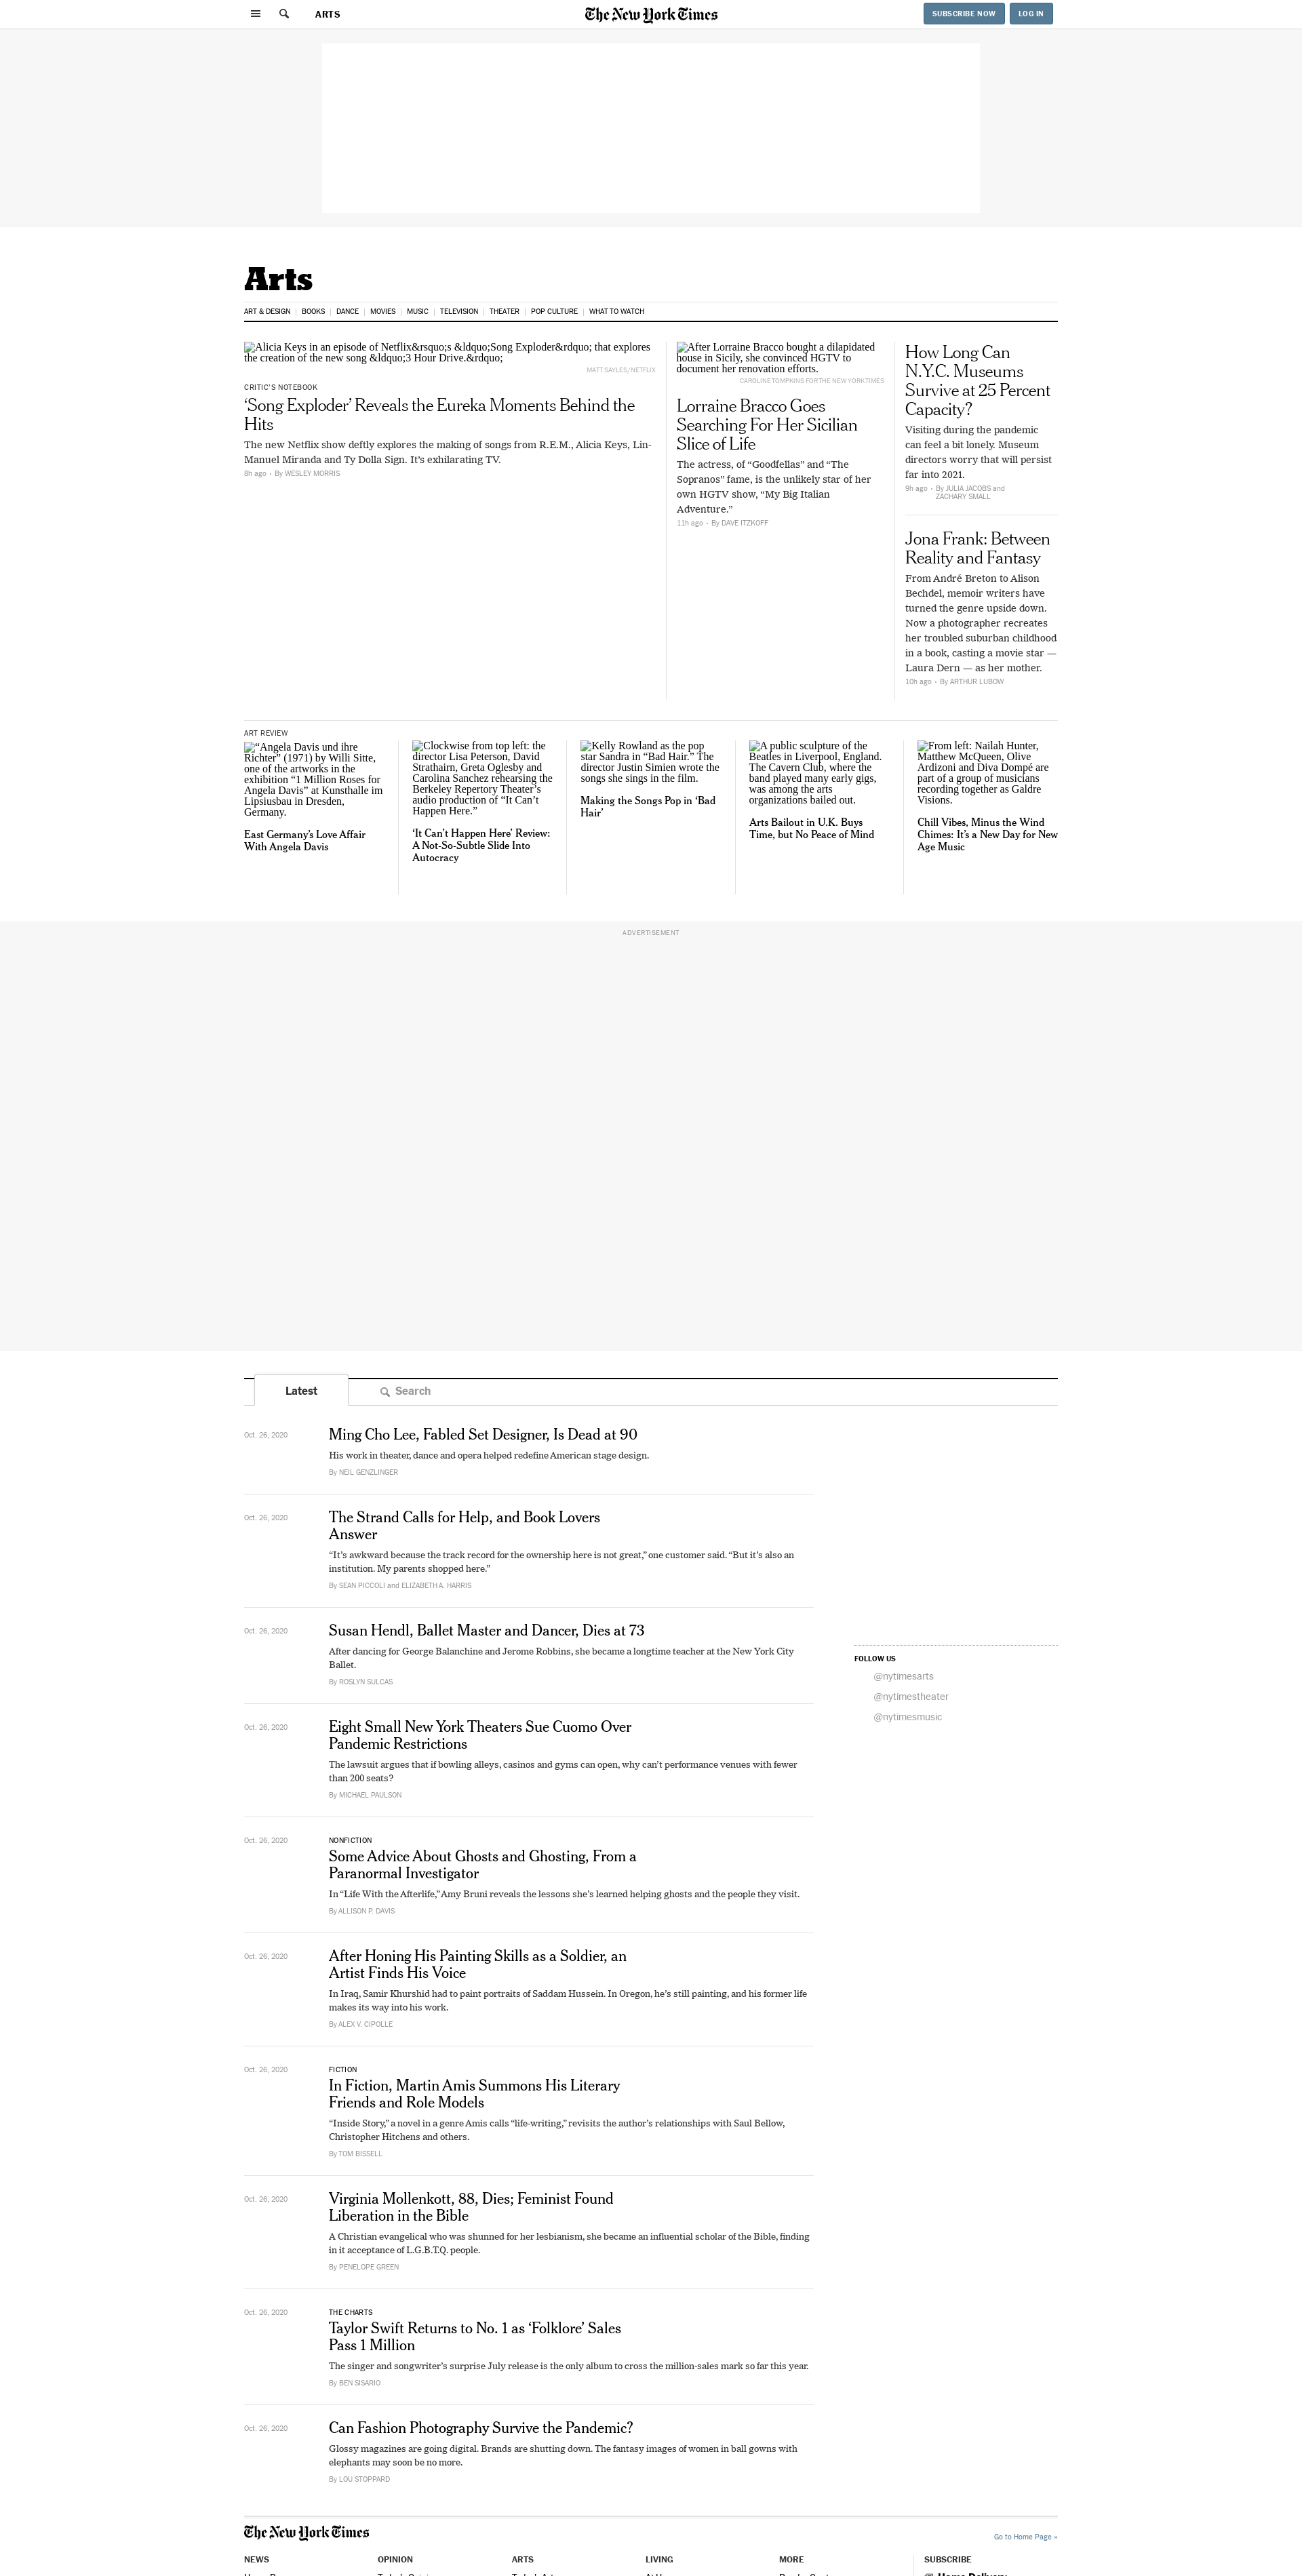 ARTS
The New York Times
SUBSCRIBE NOW
LOG IN
Arts
ART & DESIGN
BOOKS
DANCE
MOVIES
MUSIC
TELEVISION
THEATER
POP CULTURE
WHAT TO WATCH
Alicia Keys in an episode of Netflix&rsquo;s &ldquo;Song Exploder&rdquo; that explores
the creation of the new song &ldquo;3 Hour Drive.&rdquo;
MATT SAYLES/NETFLIX
CRITIC'S NOTEBOOK
‘Song Exploder’ Reveals the Eureka Moments Behind the
Hits
The new Netflix show deftly explores the making of songs from R.E.M., Alicia Keys, Lin-
Manuel Miranda and Ty Dolla Sign. It’s exhilarating TV.
8h ago • By WESLEY MORRIS
After Lorraine Bracco bought a dilapidated
house in Sicily, she convinced HGTV to
document her renovation efforts.
CAROLINE TOMPKINS FOR THE NEW YORK TIMES
Lorraine Bracco Goes
Searching For Her Sicilian
Slice of Life
The actress, of “Goodfellas” and “The
Sopranos” fame, is the unlikely star of her
own HGTV show, “My Big Italian
Adventure.”
11h ago • By DAVE ITZKOFF
How Long Can
N.Y.C. Museums
Survive at 25 Percent
Capacity?
Visiting during the pandemic
can feel a bit lonely. Museum
directors worry that will persist
far into 2021.
9h ago • By JULIA JACOBS and
ZACHARY SMALL
Jona Frank: Between
Reality and Fantasy
From André Breton to Alison
Bechdel, memoir writers have
turned the genre upside down.
Now a photographer recreates
her troubled suburban childhood
in a book, casting a movie star —
Laura Dern — as her mother.
10h ago • By ARTHUR LUBOW
ART REVIEW
“Angela Davis und ihre
Richter” (1971) by Willi Sitte,
one of the artworks in the
exhibition “1 Million Roses for
Angela Davis” at Kunsthalle im
Lipsiusbau in Dresden,
Germany.
East Germany’s Love Affair
With Angela Davis
Clockwise from top left: the
director Lisa Peterson, David
Strathairn, Greta Oglesby and
Carolina Sanchez rehearsing the
Berkeley Repertory Theater’s
audio production of “It Can’t
Happen Here.”
‘It Can’t Happen Here’ Review:
A Not-So-Subtle Slide Into
Autocracy
Kelly Rowland as the pop
star Sandra in “Bad Hair.” The
director Justin Simien wrote the
songs she sings in the film.
Making the Songs Pop in ‘Bad
Hair’
A public sculpture of the
Beatles in Liverpool, England.
The Cavern Club, where the
band played many early gigs,
was among the arts
organizations bailed out.
Arts Bailout in U.K. Buys
Time, but No Peace of Mind
From left: Nailah Hunter,
Matthew McQueen, Olive
Ardizoni and Diva Dompé are
part of a group of musicians
recording together as Galdre
Visions.
Chill Vibes, Minus the Wind
Chimes: It’s a New Day for New
Age Music
ADVERTISEMENT
Latest
Search
Oct. 26, 2020
Ming Cho Lee, Fabled Set Designer, Is Dead at 90
His work in theater, dance and opera helped redefine American stage design.
By NEIL GENZLINGER
Oct. 26, 2020
The Strand Calls for Help, and Book Lovers
Answer
“It’s awkward because the track record for the ownership here is not great,” one customer said. “But it’s also an
institution. My parents shopped here.”
By SEAN PICCOLI and ELIZABETH A. HARRIS
Oct. 26, 2020
Susan Hendl, Ballet Master and Dancer, Dies at 73
After dancing for George Balanchine and Jerome Robbins, she became a longtime teacher at the New York City
Ballet.
By ROSLYN SULCAS
FOLLOW US
@nytimesarts
@nytimestheater
@nytimesmusic
Oct. 26, 2020
Eight Small New York Theaters Sue Cuomo Over
Pandemic Restrictions
The lawsuit argues that if bowling alleys, casinos and gyms can open, why can’t performance venues with fewer
than 200 seats?
By MICHAEL PAULSON
Oct. 26, 2020
NONFICTION
Some Advice About Ghosts and Ghosting, From a
Paranormal Investigator
In “Life With the Afterlife,” Amy Bruni reveals the lessons she’s learned helping ghosts and the people they visit.
By ALLISON P. DAVIS
Oct. 26, 2020
After Honing His Painting Skills as a Soldier, an
Artist Finds His Voice
In Iraq, Samir Khurshid had to paint portraits of Saddam Hussein. In Oregon, he’s still painting, and his former life
makes its way into his work.
By ALEX V. CIPOLLE
Oct. 26, 2020
FICTION
In Fiction, Martin Amis Summons His Literary
Friends and Role Models
“Inside Story,” a novel in a genre Amis calls “life-writing,” revisits the author’s relationships with Saul Bellow,
Christopher Hitchens and others.
By TOM BISSELL
Oct. 26, 2020
Virginia Mollenkott, 88, Dies; Feminist Found
Liberation in the Bible
A Christian evangelical who was shunned for her lesbianism, she became an influential scholar of the Bible, finding
in it acceptance of L.G.B.T.Q. people.
By PENELOPE GREEN
Oct. 26, 2020
THE CHARTS
Taylor Swift Returns to No. 1 as ‘Folklore’ Sales
Pass 1 Million
The singer and songwriter’s surprise July release is the only album to cross the million-sales mark so far this year.
By BEN SISARIO
Oct. 26, 2020
Can Fashion Photography Survive the Pandemic?
Glossy magazines are going digital. Brands are shutting down. The fantasy images of women in ball gowns with
elephants may soon be no more.
By LOU STOPPARD
The New York Times
Go to Home Page »
NEWS
OPINION
ARTS
LIVING
MORE
SUBSCRIBE